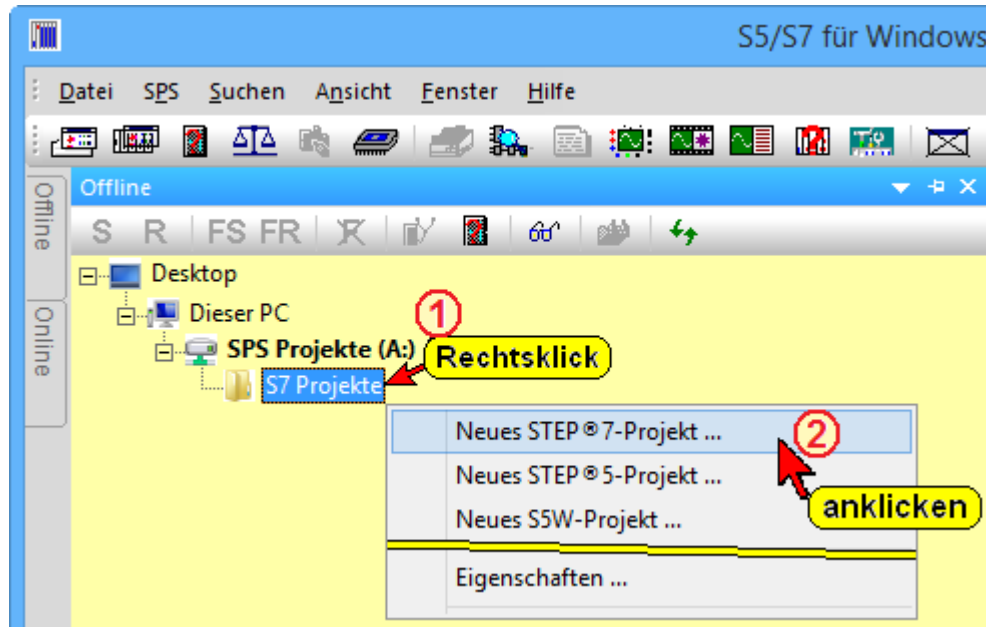 S5/S7 für Windows
Datei SPS Suchen Ansicht Fenster Hilfe
Offline
Offline
S R FS FR
Desktop
Dieser PC
1
Online
SPS Projekte (A:)
Rechtsklick
S7 Projekte
Neues STEP®7-Projekt ...
2
Neues STEP®5-Projekt ...
anklicken
Neues S5W-Projekt ...
Eigenschaften ...